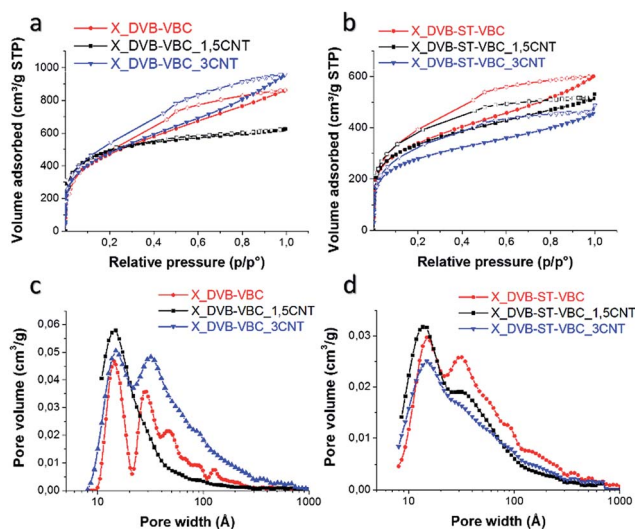 a
X_DVB-VBC
X_DVB-VBC_1,5CNT
X_DVB-VBC_3CNT
Volume adsorbed (cm³/g STP)
1000
800
600
400
200
0
0,2 0,4 0,6 0,8 1,0
Relative pressure (p/p°)
b
X_DVB-ST-VBC
X_DVB-ST-VBC_1,5CNT
X_DVB-ST-VBC_3CNT
Volume adsorbed (cm³/g STP)
600
400
200
0
0,2 0,4 0,6 0,8 1,0
Relative pressure (p/p°)
c
X_DVB-VBC
X_DVB-VBC_1,5CNT
X_DVB-VBC_3CNT
Pore volume (cm³/g)
0,06
0,05
0,04
0,03
0,02
0,01
0,00
10 100 1000
Pore width (Å)
d
X_DVB-ST-VBC
X_DVB-ST-VBC_1,5CNT
X_DVB-ST-VBC_3CNT
Pore volume (cm³/g)
0,03
0,02
0,01
0,00
10 100 1000
Pore width (Å)